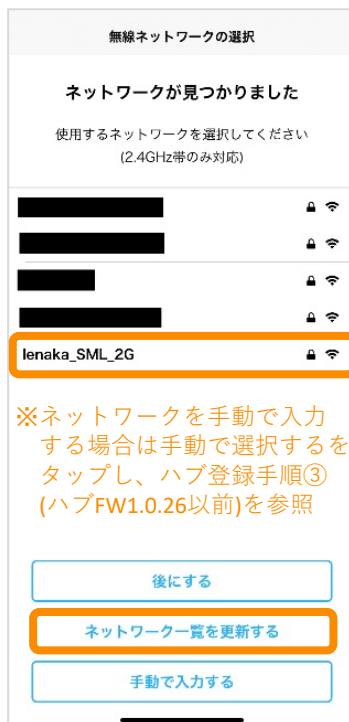 無線ネットワークの選択
ネットワークが見つかりました
使用するネットワークを選択してください
(2.4GHz帯のみ対応)
lenaka_SML_2G
※ネットワークを手動で入力
する場合は手動で選択するを
タップし、ハブ登録手順③
(ハブFW1.0.26以前)を参照
後にする
ネットワーク一覧を更新する
手動で入力する